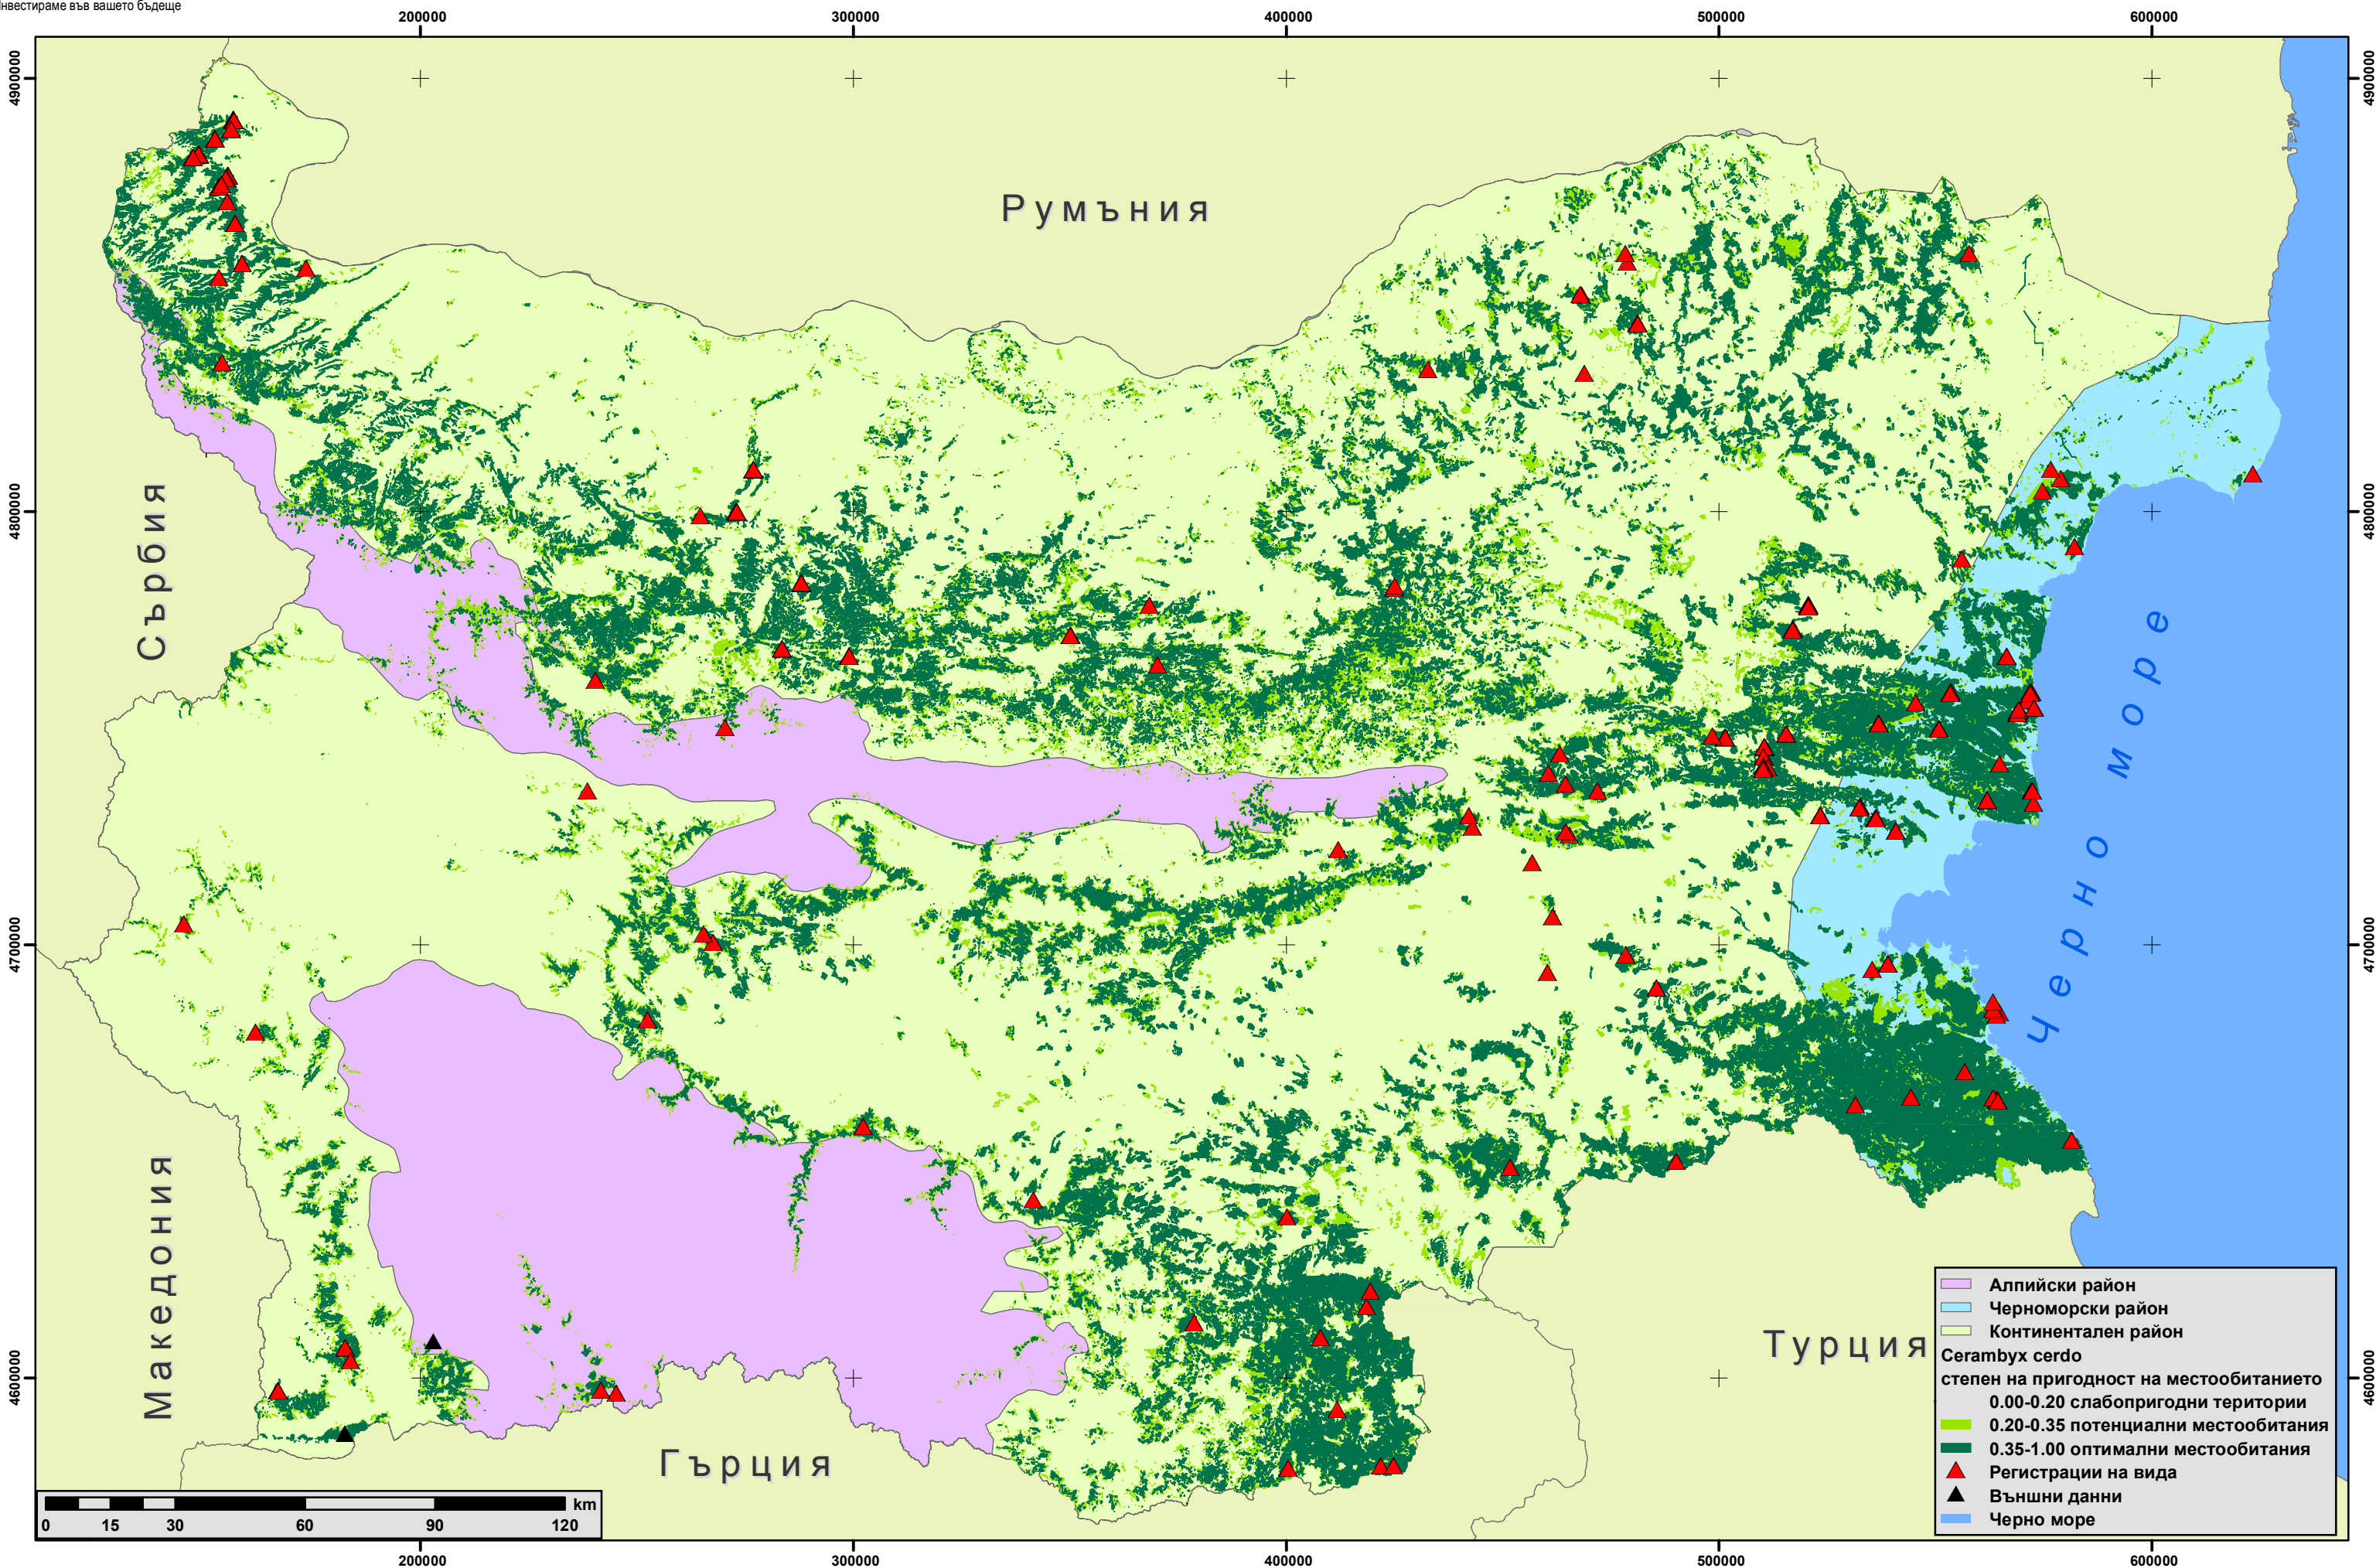 Инвестираме във вашето бъдеще
200000 300000 400000 500000 600000
4900000 4900000
Румъния
Сърбия
4800000 4800000
Черно море
4700000 4700000
Македония
Алпийски район
Черноморски район
Турция
Континентален район
Cerambyx cerdo
степен на пригодност на местообитанието
4600000 4600000
0.00-0.20 слабопригодни територии
0.20-0.35 потенциални местообитания
0.35-1.00 оптимални местообитания
Гърция
Регистрации на вида
Външни данни
Черно море
km
0 15 30 60 90 120
200000 300000 400000 500000 600000